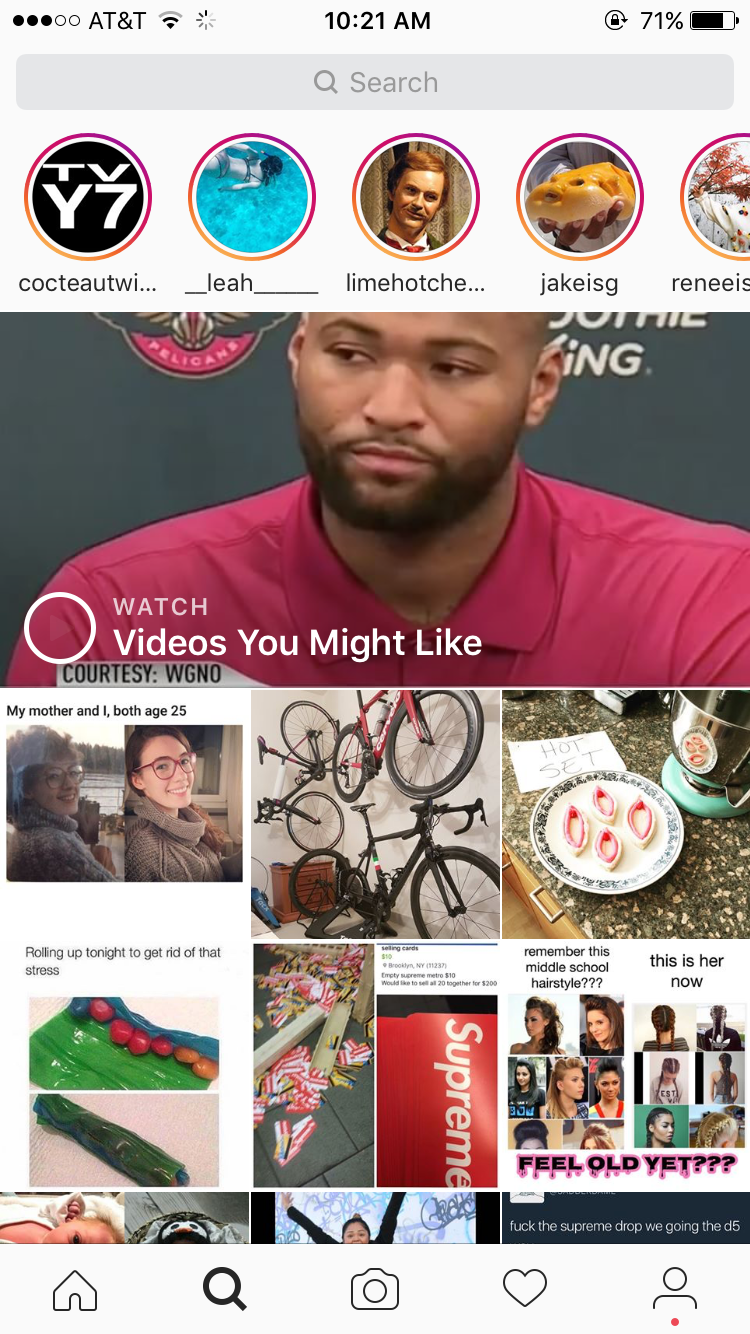 AT&T
10:21 AM
71%
Search
TV
Y7
cocteautwi...
__leah______
limehotche...
jakeisg
reneeis
PELICANS
KiNG
WATCH
Videos You Might Like
COURTESY: WGNO
My mother and I, both age 25
HOT
SET
Rolling up tonight to get rid of that
stress
selling cards
$10
Brooklyn, NY (11237)
Empty supreme metro $10
Would like to sell all 20 together for $200
Supreme
remember this
middle school
hairstyle???
this is her
now
FEEL OLD YET???
fuck the supreme drop we going the d5